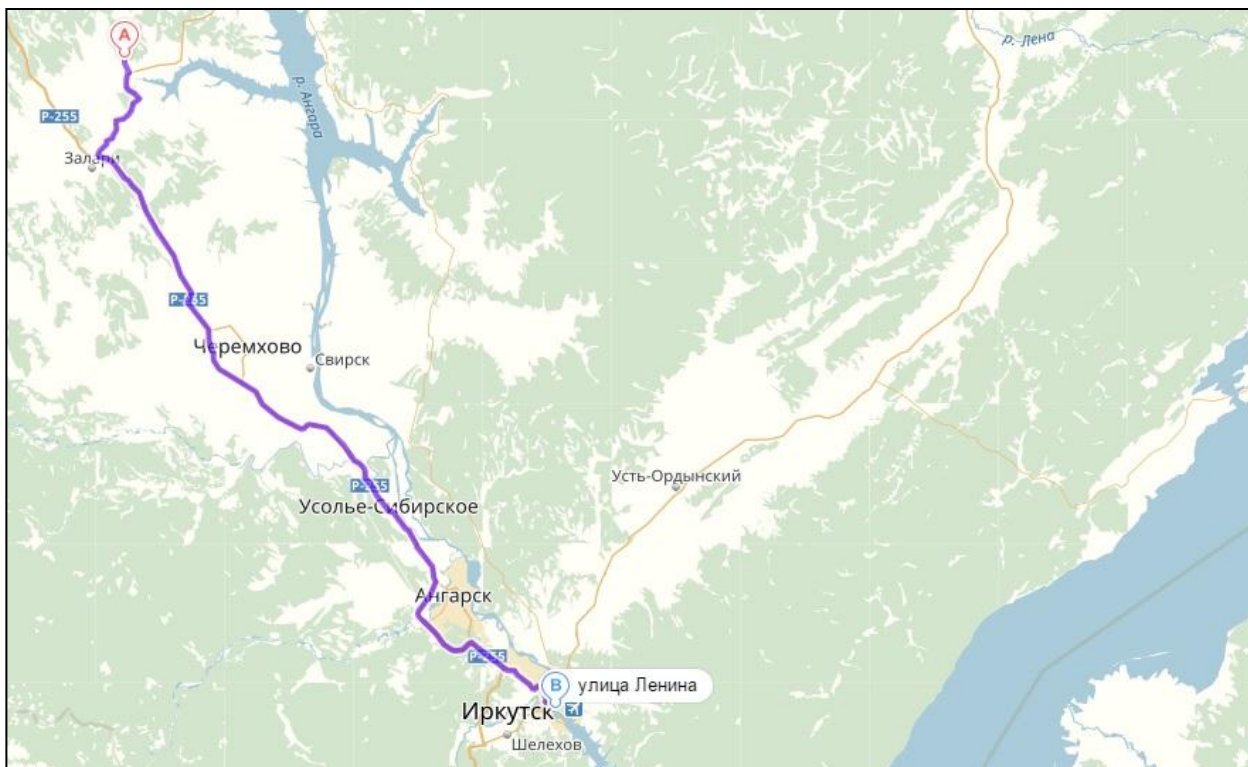 A
р. Лена
р. Ангара
Р-255
Залари
Р-255
Черемхово
Свирск
Усть-Ордынский
Р-255
Усолье-Сибирское
Ангарск
Р-255
B
улица Ленина
Иркутск
Шелехов